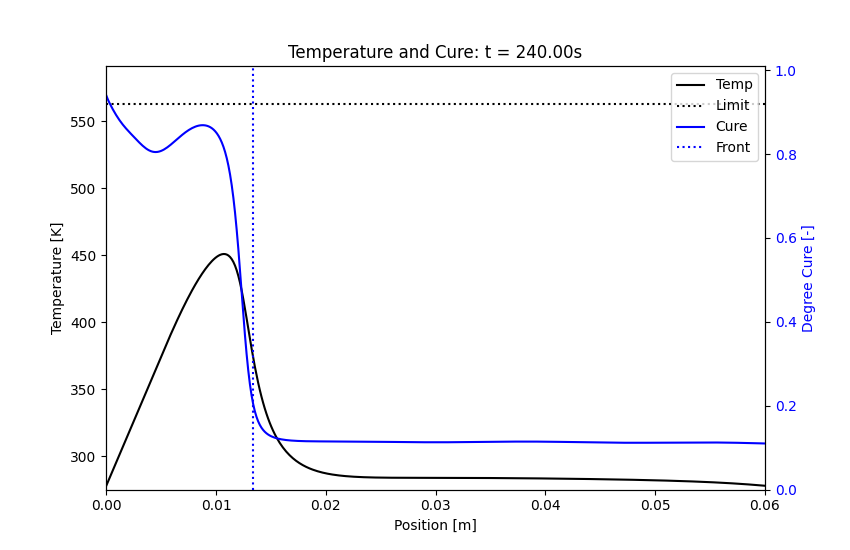 Temperature and Cure: t = 240.00s
Temp
Limit
Cure
Front
Temperature [K]
550
500
450
400
350
300
Degree Cure [-]
1.0
0.8
0.6
0.4
0.2
0.0
0.00 0.01 0.02 0.03 0.04 0.05 0.06
Position [m]